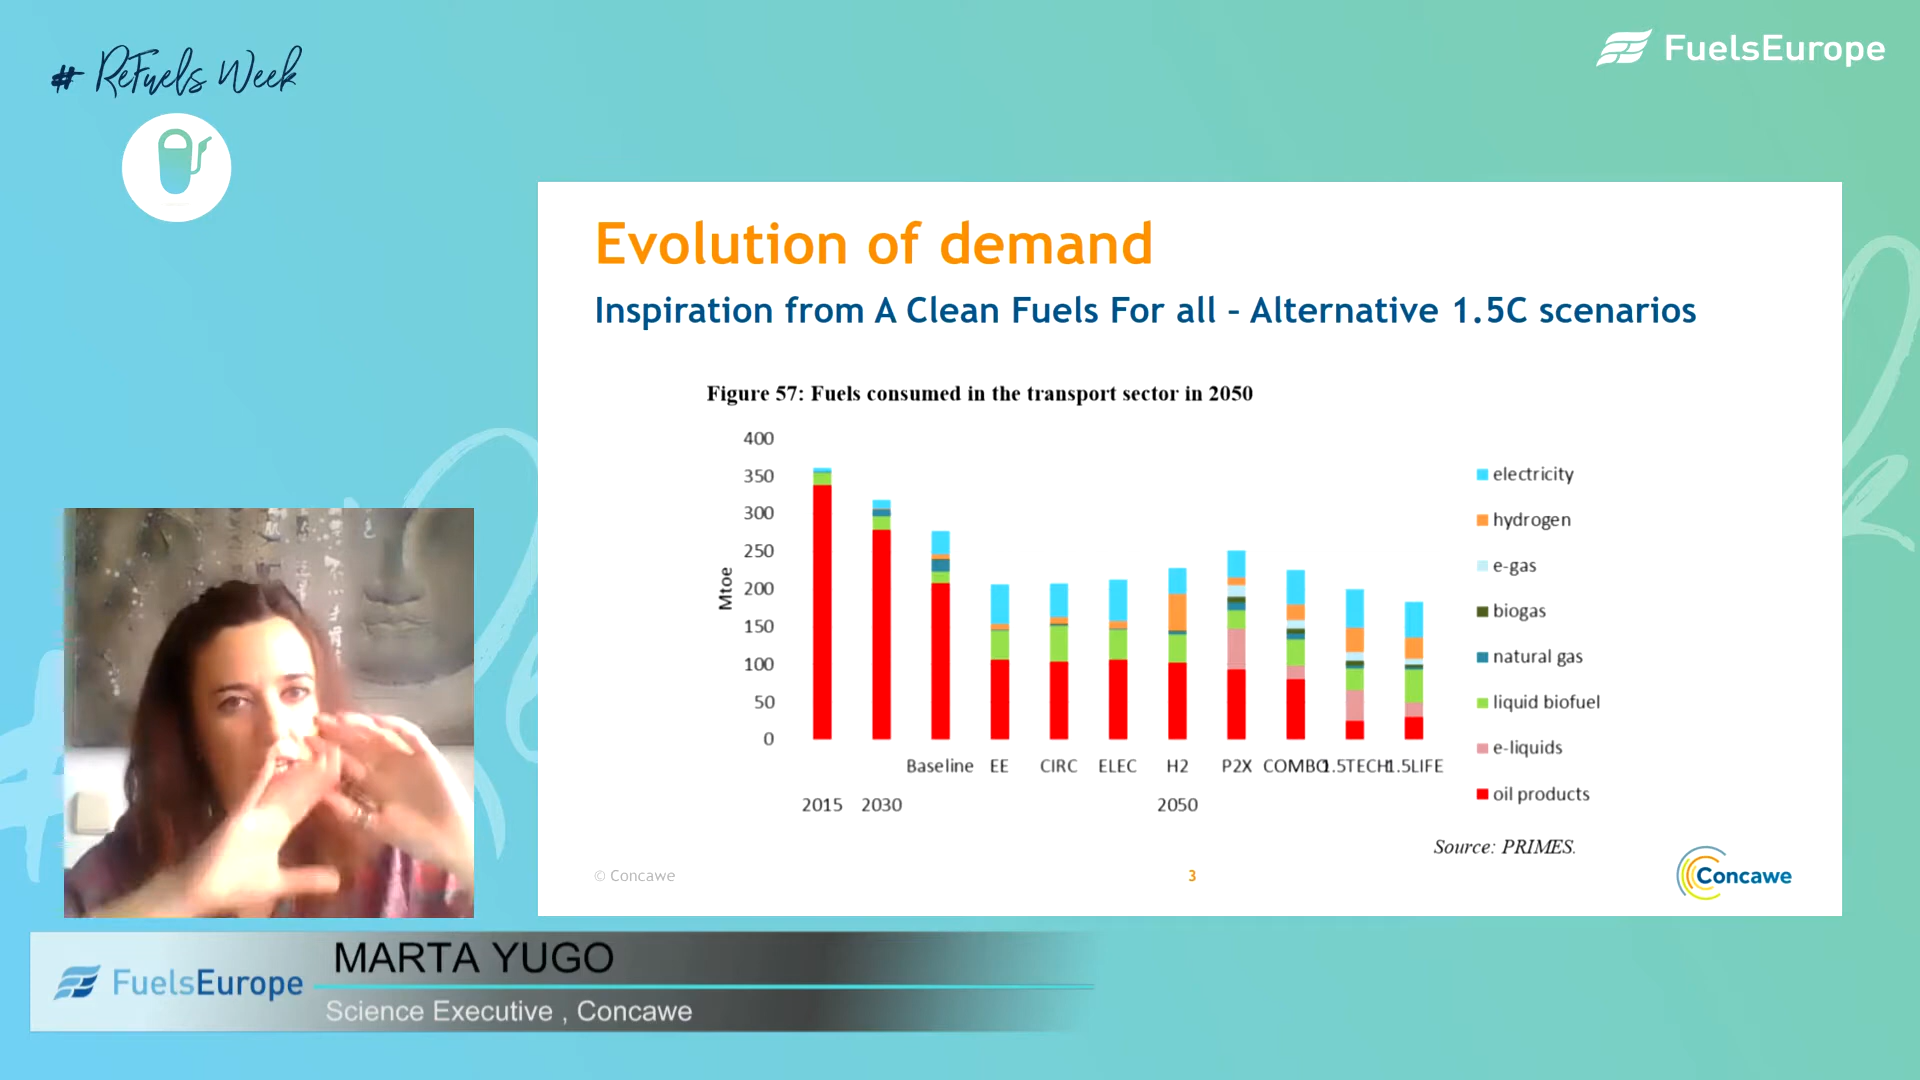 # ReFuels Week
FuelsEurope
Evolution of demand
Inspiration from A Clean Fuels For all – Alternative 1.5C scenarios
Figure 57: Fuels consumed in the transport sector in 2050
Mtoe
400
350
300
250
200
150
100
50
0
Baseline EE CIRC ELEC H2 P2X COMBO 1.5TECH 1.5LIFE
2015 2030 2050
electricity
hydrogen
e-gas
biogas
natural gas
liquid biofuel
e-liquids
oil products
Source: PRIMES.
© Concawe
3
Concawe
FuelsEurope
MARTA YUGO
Science Executive , Concawe